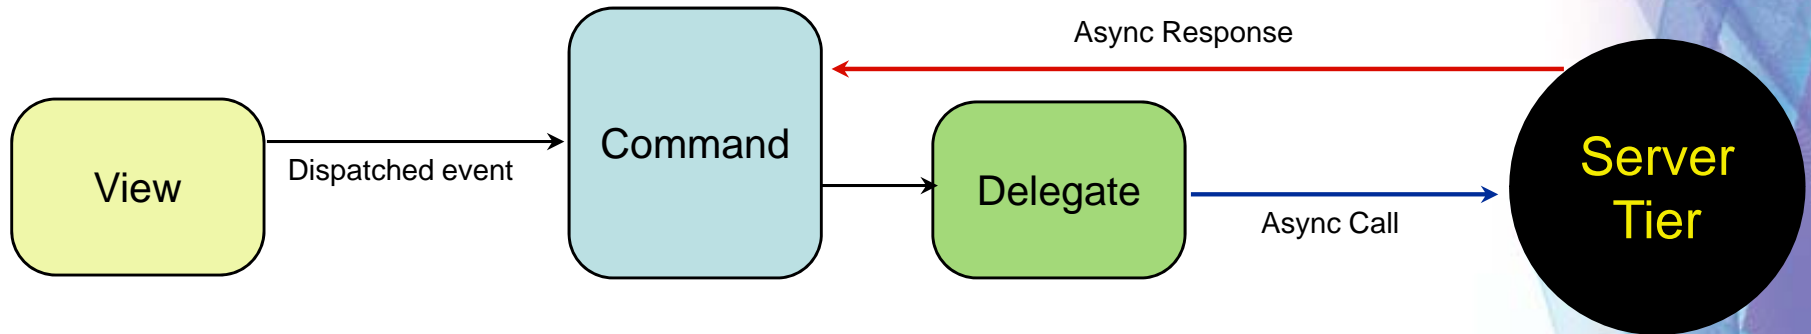 Async Response
Command
View
Dispatched event
Delegate
Async Call
Server
Tier